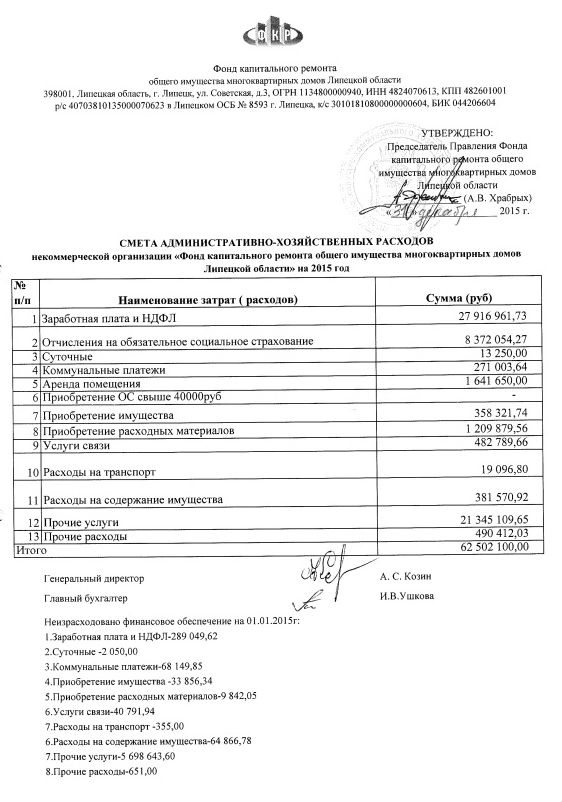 ФКР
Фонд капитального ремонта
общего имущества многоквартирных домов Липецкой области
398001, Липецкая область, г. Липецк, ул. Советская, д.3, ОГРН 1134800000940, ИНН 4824070613, КПП 482601001
р/с 40703810135000070623 в Липецком ОСБ № 8593 г. Липецка, к/с 30101810800000000604, БИК 044206604
УТВЕРЖДЕНО:
Председатель Правления Фонда
капитального ремонта общего
имущества многоквартирных домов
Липецкой области
(А.В. Храбрых)
«31» декабря 2015 г.
СМЕТА АДМИНИСТРАТИВНО-ХОЗЯЙСТВЕННЫХ РАСХОДОВ
некоммерческой организации «Фонд капитального ремонта общего имущества многоквартирных домов
Липецкой области» на 2015 год
№ п/п Наименование затрат ( расходов) Сумма (руб)
1 Заработная плата и НДФЛ 27 916 961,73
2 Отчисления на обязательное социальное страхование 8 372 054,27
3 Суточные 13 250,00
4 Коммунальные платежи 271 003,64
5 Аренда помещения 1 641 650,00
6 Приобретение ОС свыше 40000руб -
7 Приобретение имущества 358 321,74
8 Приобретение расходных материалов 1 209 879,56
9 Услуги связи 482 789,66
10 Расходы на транспорт 19 096,80
11 Расходы на содержание имущества 381 570,92
12 Прочие услуги 21 345 109,65
13 Прочие расходы 490 412,03
Итого 62 502 100,00
Генеральный директор А. С. Козин
Главный бухгалтер И.В.Ушкова
Неизрасходовано финансовое обеспечение на 01.01.2015г:
1.Заработная плата и НДФЛ-289 049,62
2.Суточные -2 050,00
3.Коммунальные платежи-68 149,85
4.Приобретение имущества -33 856,34
5.Приобретение расходных материалов-9 842,05
6.Услуги связи-40 791,94
7.Расходы на транспорт -355,00
6.Расходы на содержание имущества-64 866,78
7.Прочие услуги-5 698 643,60
8.Прочие расходы-651,00